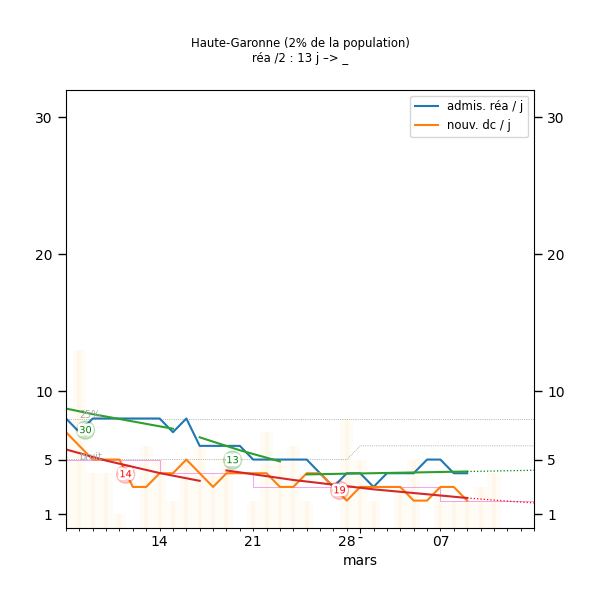 Haute-Garonne (2% de la population)
réa /2 : 13 j –> _
admis. réa / j
nouv. dc / j
30 30
20 20
10 10
25%
30
13
5 5
14
19
1 1
14 21 28 07
mars